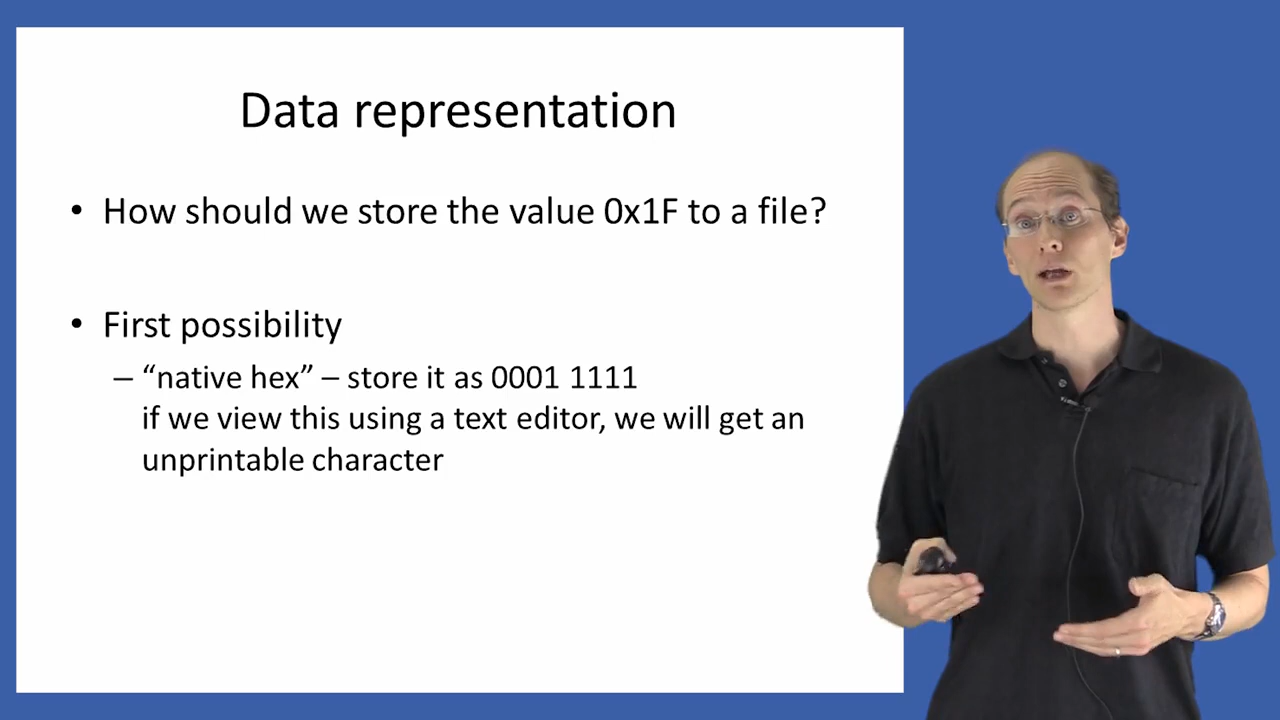 Data representation
• How should we store the value 0x1F to a file?
• First possibility
– “native hex” – store it as 0001 1111
if we view this using a text editor, we will get an
unprintable character